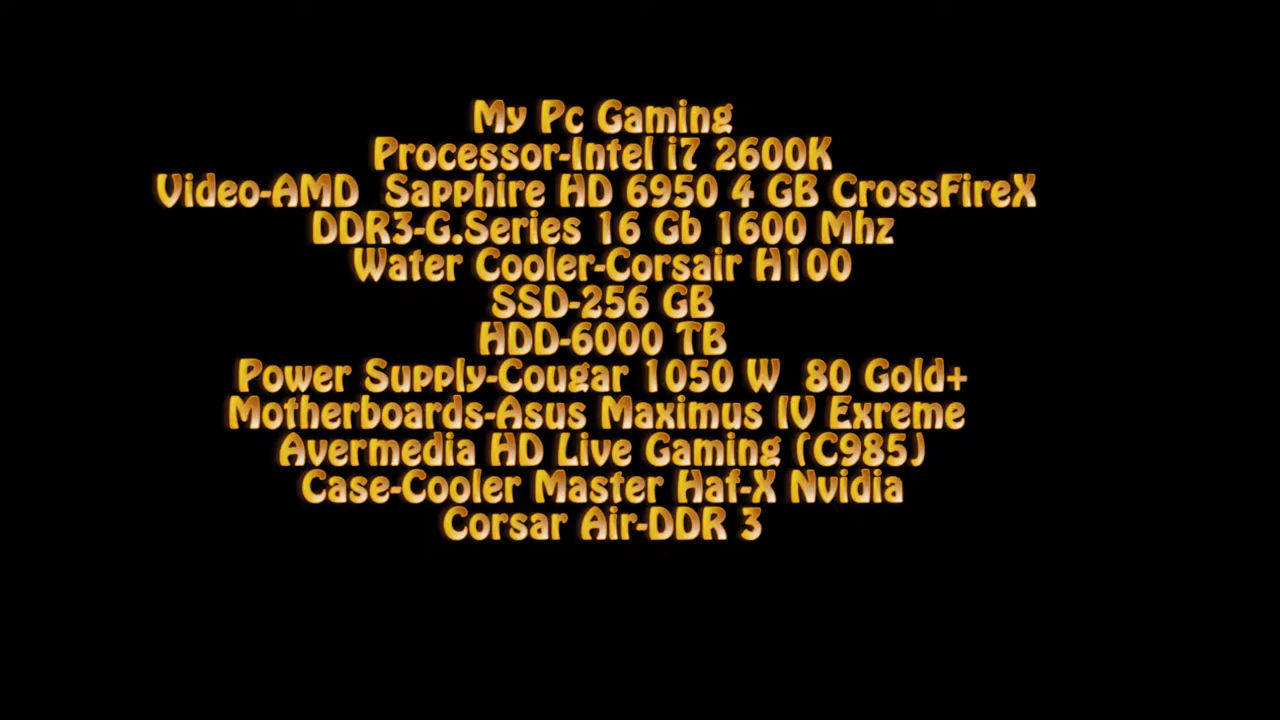 My Pc Gaming
Processor-Intel i7 2600K
Video-AMD  Sapphire HD 6950 4 GB CrossFireX
DDR3-G.Series 16 Gb 1600 Mhz
Water Cooler-Corsair H100
SSD-256 GB
HDD-6000 TB
Power Supply-Cougar 1050 W  80 Gold+
Motherboards-Asus Maximus IV Exreme
Avermedia HD Live Gaming (C985)
Case-Cooler Master Haf-X Nvidia
Corsar Air-DDR 3